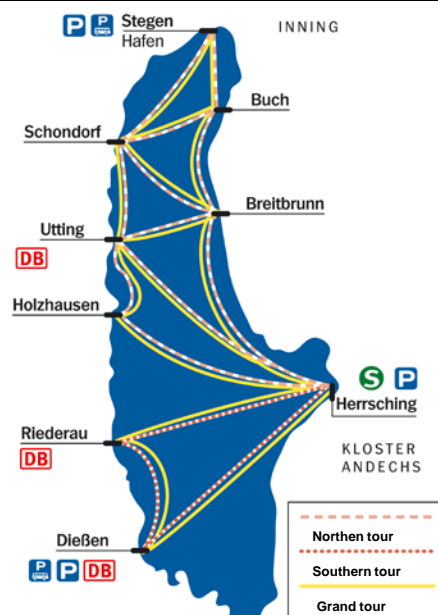 P P Stegen
Hafen
INNING
Buch
Schondorf
Breitbrunn
Utting
DB
Holzhausen
S P
Herrsching
Riederau
DB
KLOSTER
ANDECHS
Dießen
P P DB
Northen tour
Southern tour
Grand tour